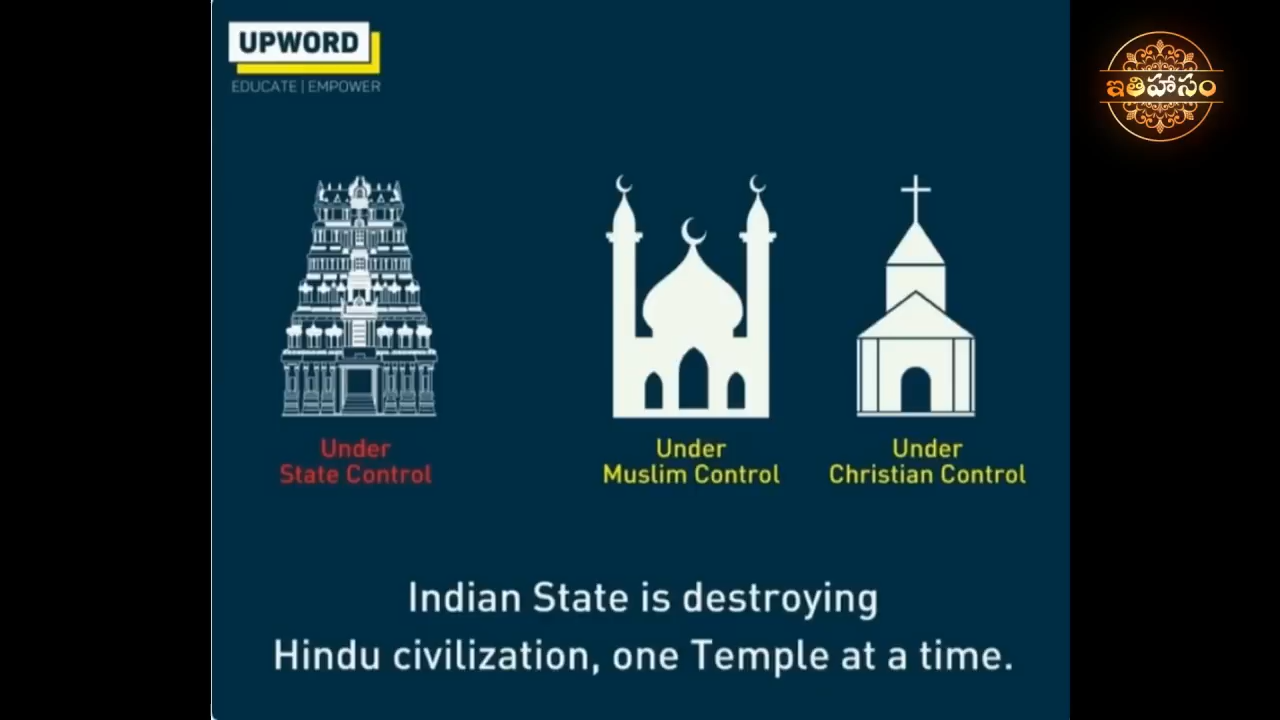 UPWORD
EDUCATE | EMPOWER
ఇతిహాసం
Under
State Control
Under
Muslim Control
Under
Christian Control
Indian State is destroying
Hindu civilization, one Temple at a time.